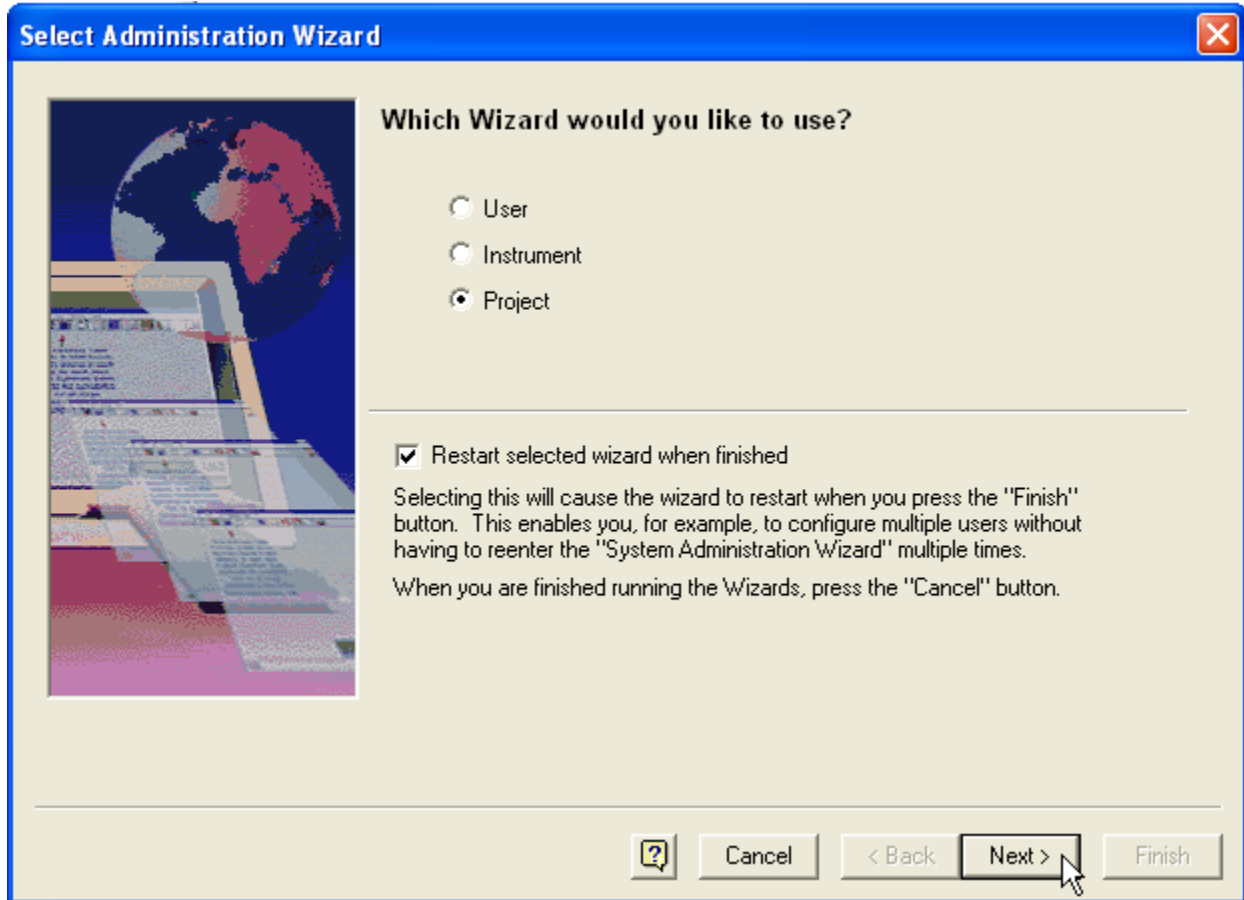 Select Administration Wizard
Which Wizard would you like to use?
User
Instrument
Project
Restart selected wizard when finished
Selecting this will cause the wizard to restart when you press the "Finish"
button. This enables you, for example, to configure multiple users without
having to reenter the "System Administration Wizard" multiple times.
When you are finished running the Wizards, press the "Cancel" button.
? Cancel < Back Next > Finish